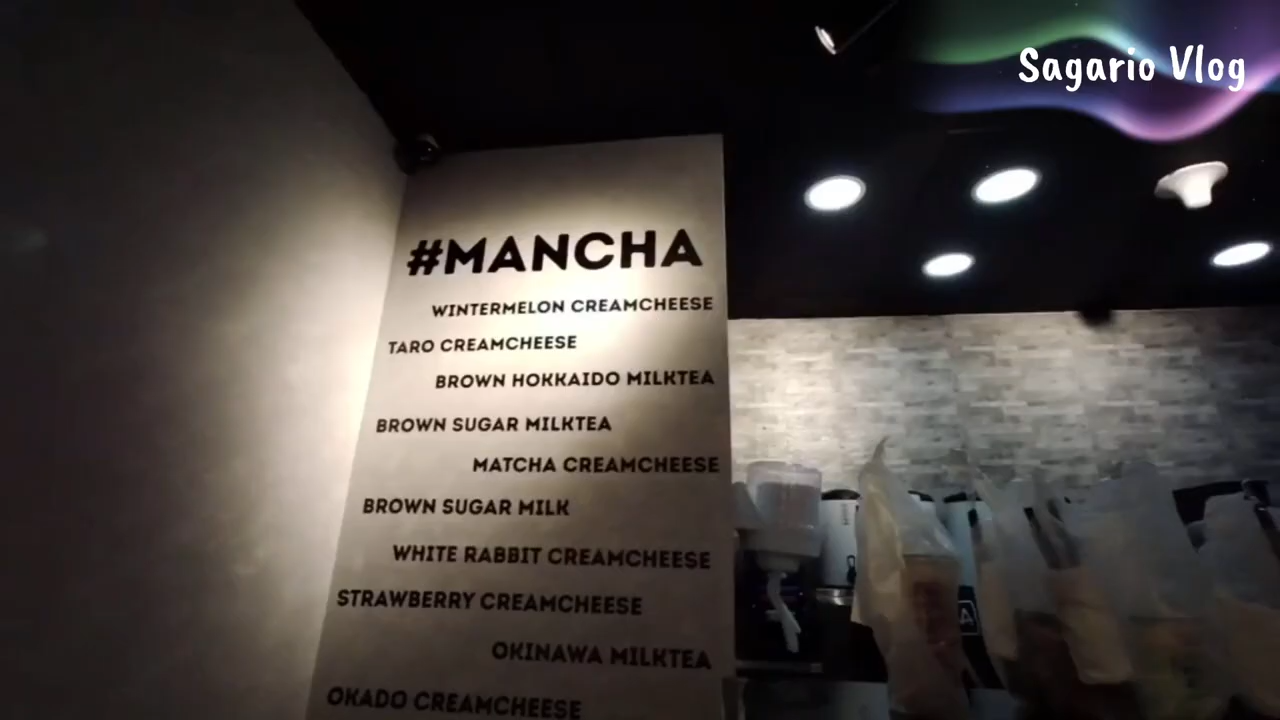 Sagario Vlog
#MANCHA
WINTERMELON CREAMCHEESE
TARO CREAMCHEESE
BROWN HOKKAIDO MILKTEA
BROWN SUGAR MILKTEA
MATCHA CREAMCHEESE
BROWN SUGAR MILK
WHITE RABBIT CREAMCHEESE
STRAWBERRY CREAMCHEESE
OKINAWA MILKTEA
OKADO CREAMCHEESE